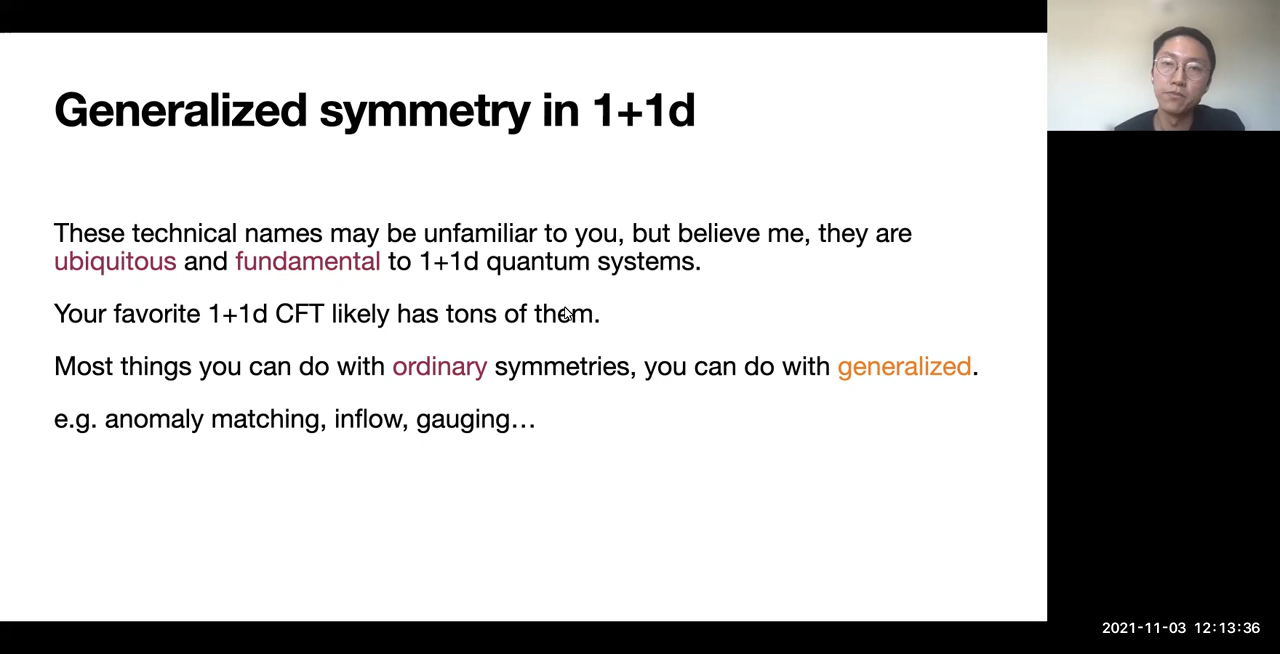 Generalized symmetry in 1+1d
These technical names may be unfamiliar to you, but believe me, they are
ubiquitous and fundamental to 1+1d quantum systems.
Your favorite 1+1d CFT likely has tons of them.
Most things you can do with ordinary symmetries, you can do with generalized.
e.g. anomaly matching, inflow, gauging…
2021-11-03 12:13:36